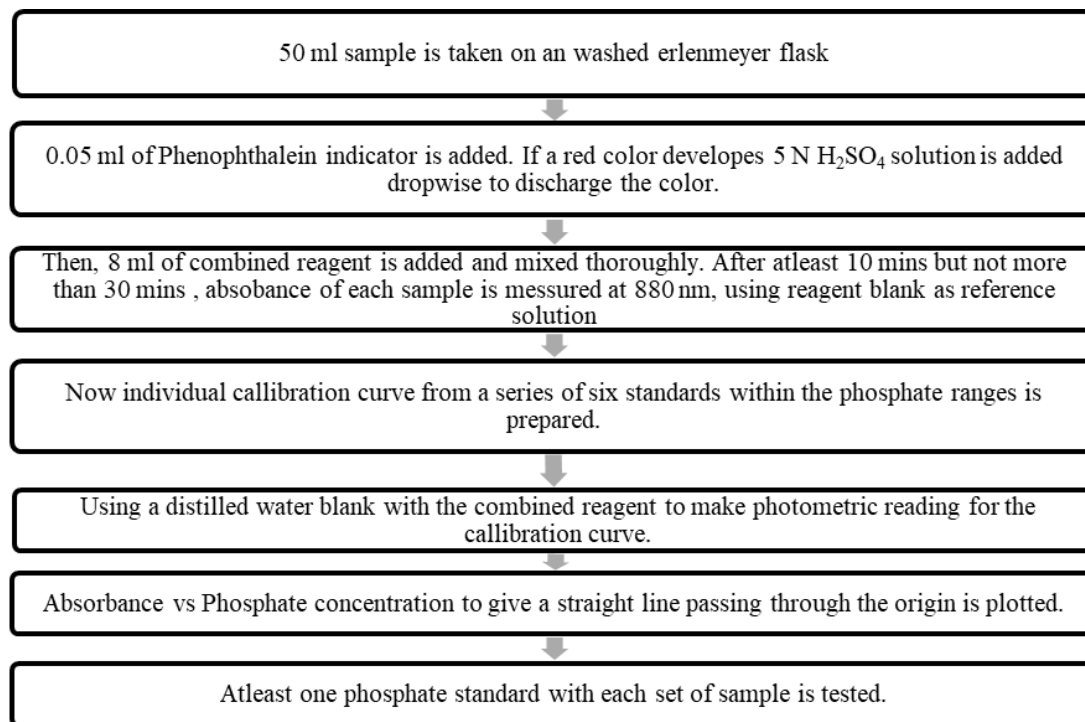 50 ml sample is taken on an washed erlenmeyer flask
0.05 ml of Phenophthalein indicator is added. If a red color developes 5 N H₂SO₄ solution is added
dropwise to discharge the color.
Then, 8 ml of combined reagent is added and mixed thoroughly. After atleast 10 mins but not more
than 30 mins , absobance of each sample is messured at 880 nm, using reagent blank as reference
solution
Now individual callibration curve from a series of six standards within the phosphate ranges is
prepared.
Using a distilled water blank with the combined reagent to make photometric reading for the
callibration curve.
Absorbance vs Phosphate concentration to give a straight line passing through the origin is plotted.
Atleast one phosphate standard with each set of sample is tested.